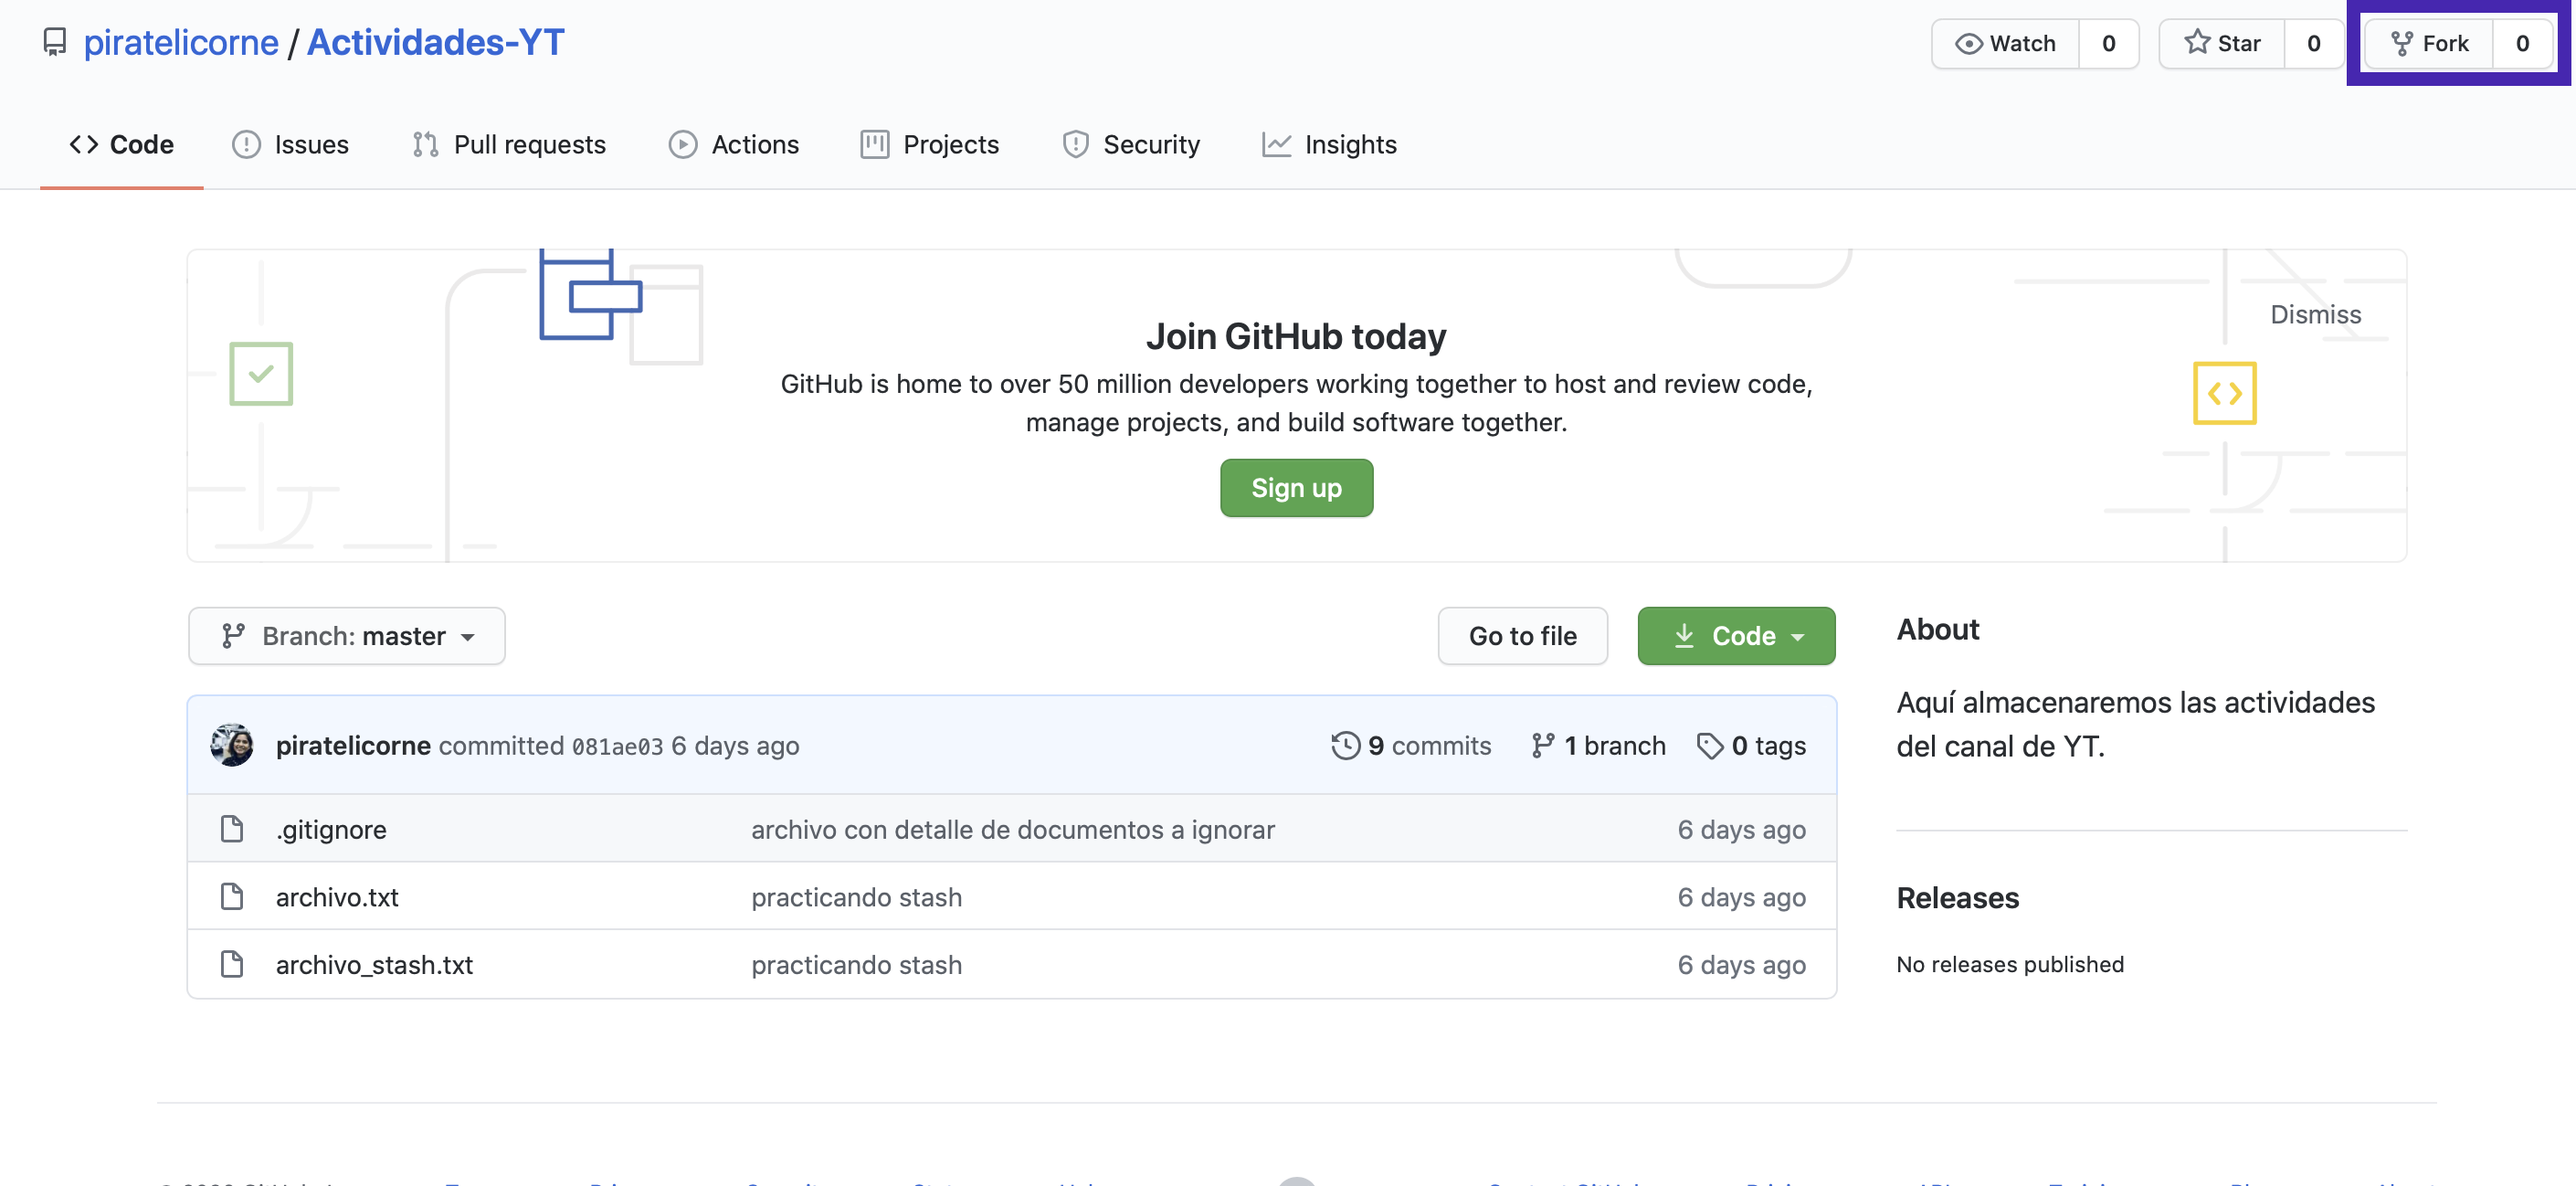 piratelicorne / Actividades-YT
Watch 0 Star 0 Fork 0
Code Issues Pull requests Actions Projects Security Insights
Dismiss
Join GitHub today
GitHub is home to over 50 million developers working together to host and review code,
manage projects, and build software together.
Sign up
Branch: master Go to file Code
piratelicorne committed 081ae03 6 days ago 9 commits 1 branch 0 tags
.gitignore archivo con detalle de documentos a ignorar 6 days ago
archivo.txt practicando stash 6 days ago
archivo_stash.txt practicando stash 6 days ago
About
Aquí almacenaremos las actividades
del canal de YT.
Releases
No releases published